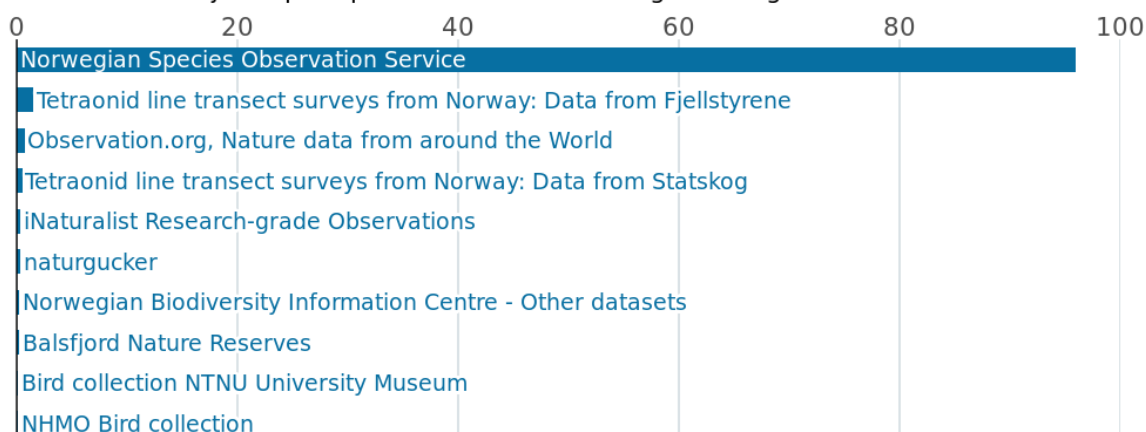 0 20 40 60 80 100
Norwegian Species Observation Service
Tetraonid line transect surveys from Norway: Data from Fjellstyrene
Observation.org, Nature data from around the World
Tetraonid line transect surveys from Norway: Data from Statskog
iNaturalist Research-grade Observations
naturgucker
Norwegian Biodiversity Information Centre - Other datasets
Balsfjord Nature Reserves
Bird collection NTNU University Museum
NHMO Bird collection